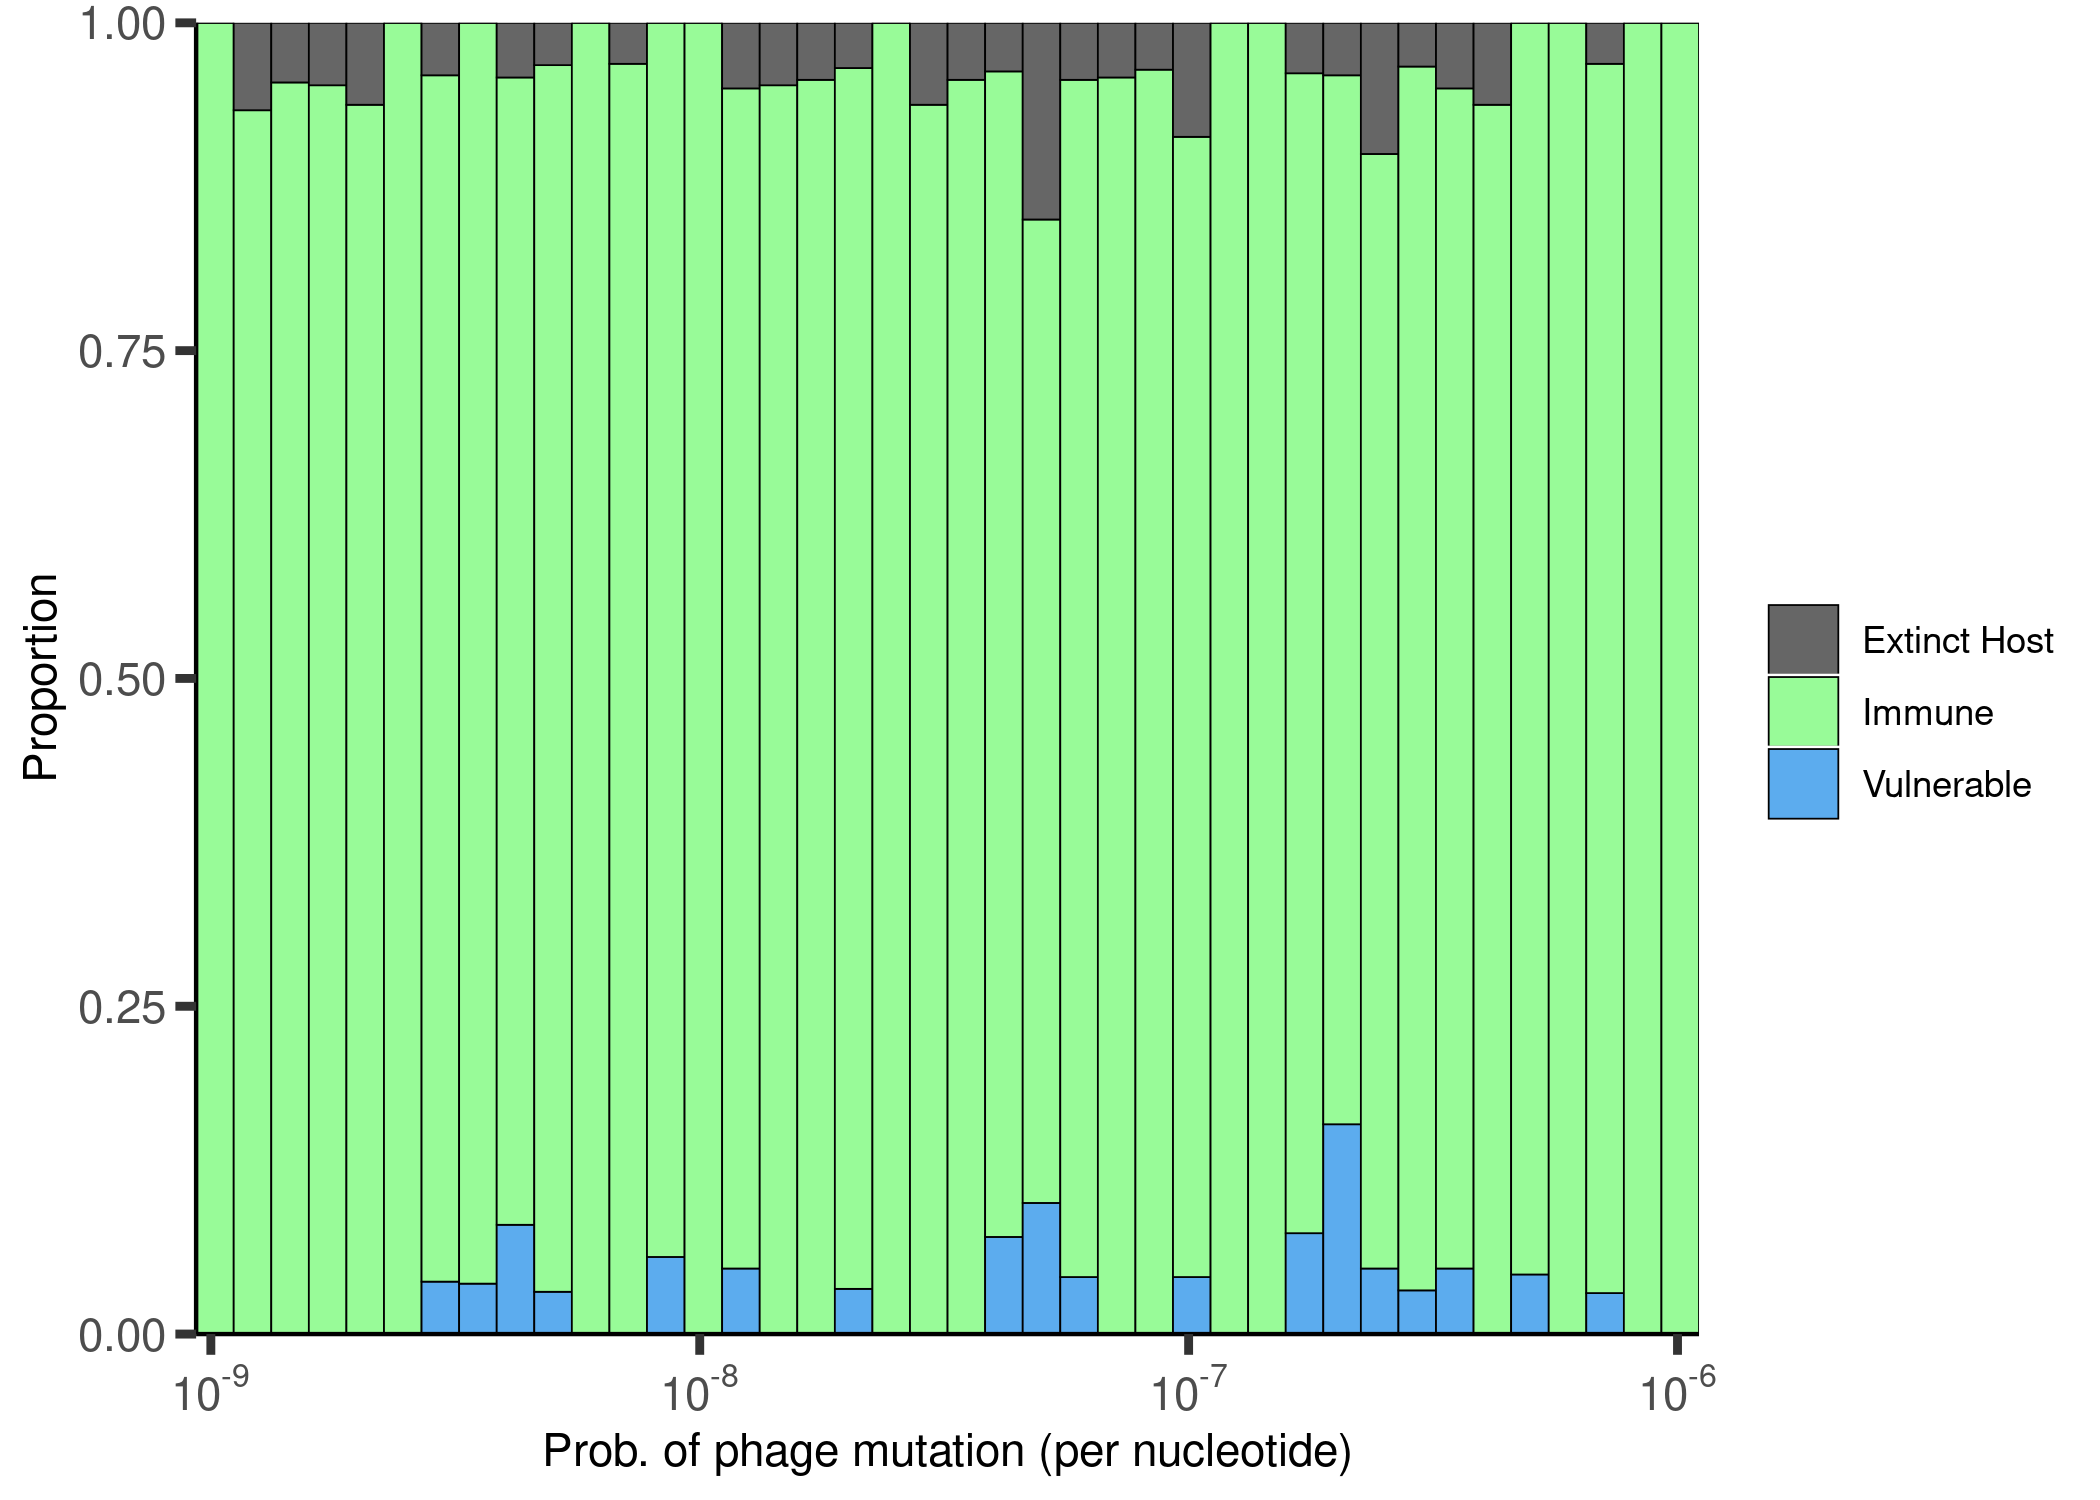 1.00
0.75
0.50
0.25
0.00
Proportion
10-9 10-8 10-7 10-6
Prob. of phage mutation (per nucleotide)
Extinct Host
Immune
Vulnerable